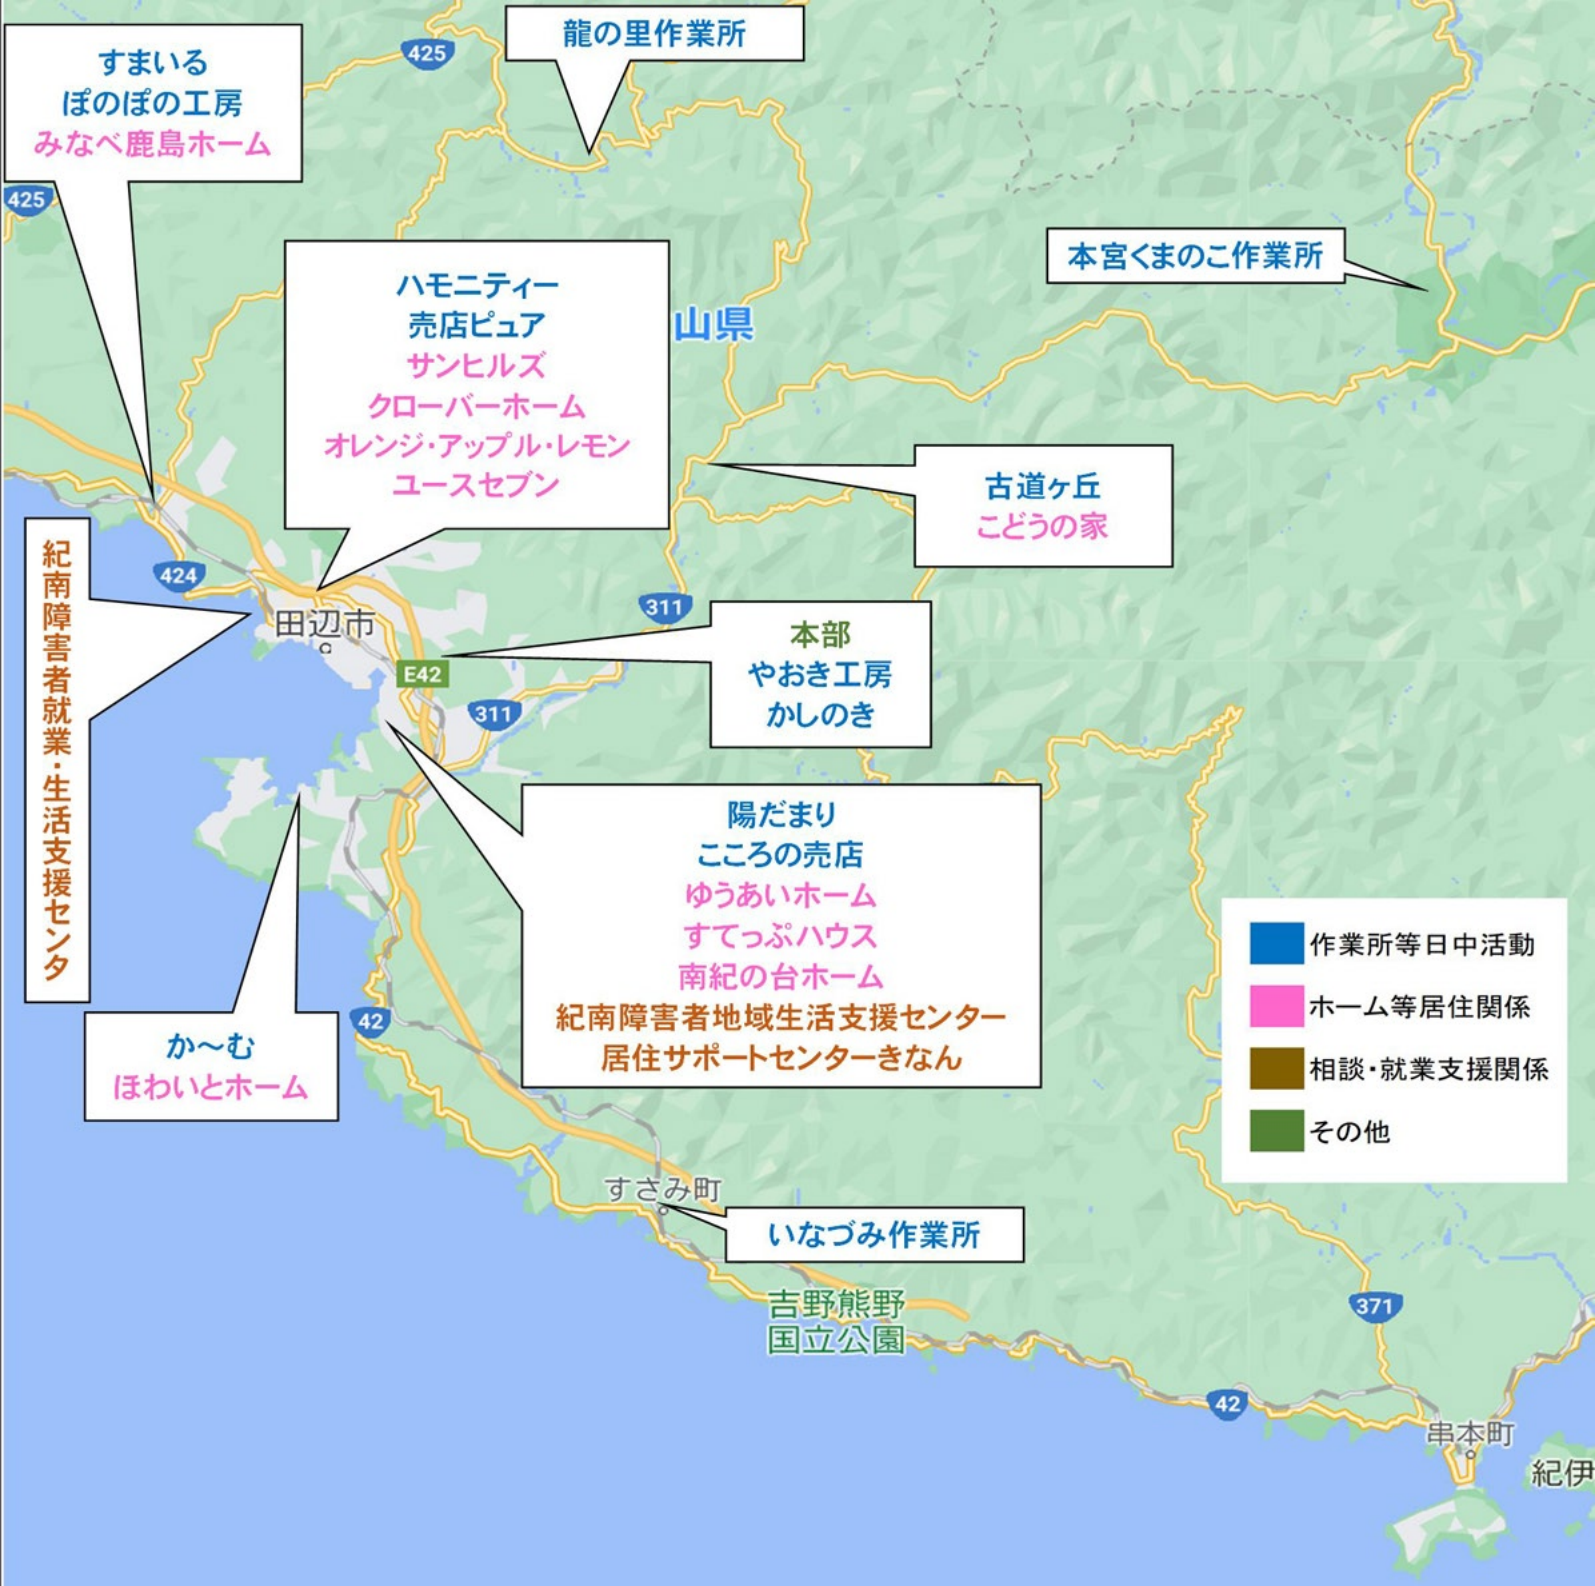 425
龍の里作業所
すまいる
ぽのぽの工房
みなべ鹿島ホーム
425
本宮くまのこ作業所
ハモニティー
売店ピュア
サンヒルズ
クローバーホーム
オレンジ・アップル・レモン
ユースセブン
山県
古道ヶ丘
こどうの家
紀南障害者就業・生活支援センタ
424
311
田辺市
本部
やおき工房
かしのき
E42
311
陽だまり
こころの売店
ゆうあいホーム
すてっぷハウス
南紀の台ホーム
紀南障害者地域生活支援センター
居住サポートセンターきなん
作業所等日中活動
ホーム等居住関係
相談・就業支援関係
その他
42
か～む
ほわいとホーム
すさみ町
いなづみ作業所
吉野熊野
国立公園
371
42
串本町
紀伊